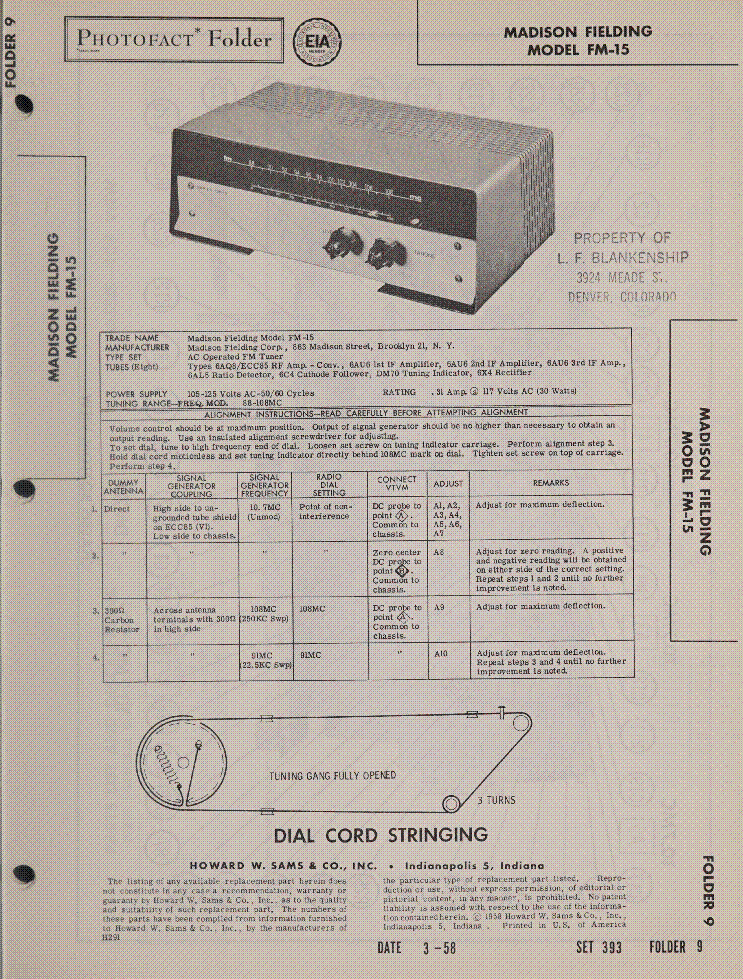 FOLDER 9
PHOTOFACT* Folder
EIA
MADISON FIELDING
MODEL FM-15
MADISON FIELDING
MODEL FM-15
PROPERTY OF
L. F. BLANKENSHIP
3924 MEADE ST.
DENVER, COLORADO
TRADE NAME Madison Fielding Model FM-15
MANUFACTURER Madison Fielding Corp., 863 Madison Street, Brooklyn 21, N. Y.
TYPE SET AC Operated FM Tuner
TUBES (Eight) Types 6AQ8/ECC85 RF Amp. - Conv., 6AU6 1st IF Amplifier, 6AU6 2nd IF Amplifier, 6AU6 3rd IF Amp.,
6AL5 Ratio Detector, 6C4 Cathode Follower, DM70 Tuning Indicator, 6X4 Rectifier
POWER SUPPLY 105-125 Volts AC-50/60 Cycles RATING .31 Amp. @ 117 Volts AC (30 Watts)
TUNING RANGE—FREQ. MOD. 88-108MC
ALIGNMENT INSTRUCTIONS—READ CAREFULLY BEFORE ATTEMPTING ALIGNMENT
Volume control should be at maximum position. Output of signal generator should be no higher than necessary to obtain an
output reading. Use an insulated alignment screwdriver for adjusting.
To set dial, tune to high frequency end of dial. Loosen set screw on tuning indicator carriage. Perform alignment step 3.
Hold dial cord motionless and set tuning indicator directly behind 108MC mark on dial. Tighten set screw on top of carriage.
Perform step 4.
DUMMY ANTENNA SIGNAL GENERATOR COUPLING SIGNAL GENERATOR FREQUENCY RADIO DIAL SETTING CONNECT VTVM ADJUST REMARKS
1. Direct High side to un- 10.7MC Point of non- DC probe to A1, A2, Adjust for maximum deflection.
grounded tube shield (Unmod) interference point A. A3, A4,
on ECC85 (V1). Common to A5, A6,
Low side to chassis. chassis. A7
2. " " " " Zero center A8 Adjust for zero reading. A positive
DC probe to and negative reading will be obtained
point B. on either side of the correct setting.
Common to Repeat steps 1 and 2 until no further
chassis. improvement is noted.
3. 300Ω Across antenna 108MC 108MC DC probe to A9 Adjust for maximum deflection.
Carbon terminals with 300Ω (250KC Swp) point A.
Resistor in high side Common to
chassis.
4. " " 91MC 91MC " A10 Adjust for maximum deflection.
(22.5KC Swp) Repeat steps 3 and 4 until no further
improvement is noted.
MADISON FIELDING
MODEL FM-15
TUNING GANG FULLY OPENED
3 TURNS
DIAL CORD STRINGING
HOWARD W. SAMS & CO., INC. • Indianapolis 5, Indiana
The listing of any available replacement part herein does
not constitute in any case a recommendation, warranty or
guaranty by Howard W. Sams & Co., Inc., as to the quality
and suitability of such replacement part. The numbers of
these parts have been compiled from information furnished
to Howard W. Sams & Co., Inc., by the manufacturers of
H291
the particular type of replacement part listed. Repro-
duction or use, without express permission, of editorial or
pictorial content, in any manner, is prohibited. No patent
liability is assumed with respect to the use of the informa-
tion contained herein. © 1958 Howard W. Sams & Co., Inc.,
Indianapolis 5, Indiana. Printed in U.S. of America
DATE 3-58 SET 393 FOLDER 9
FOLDER 9